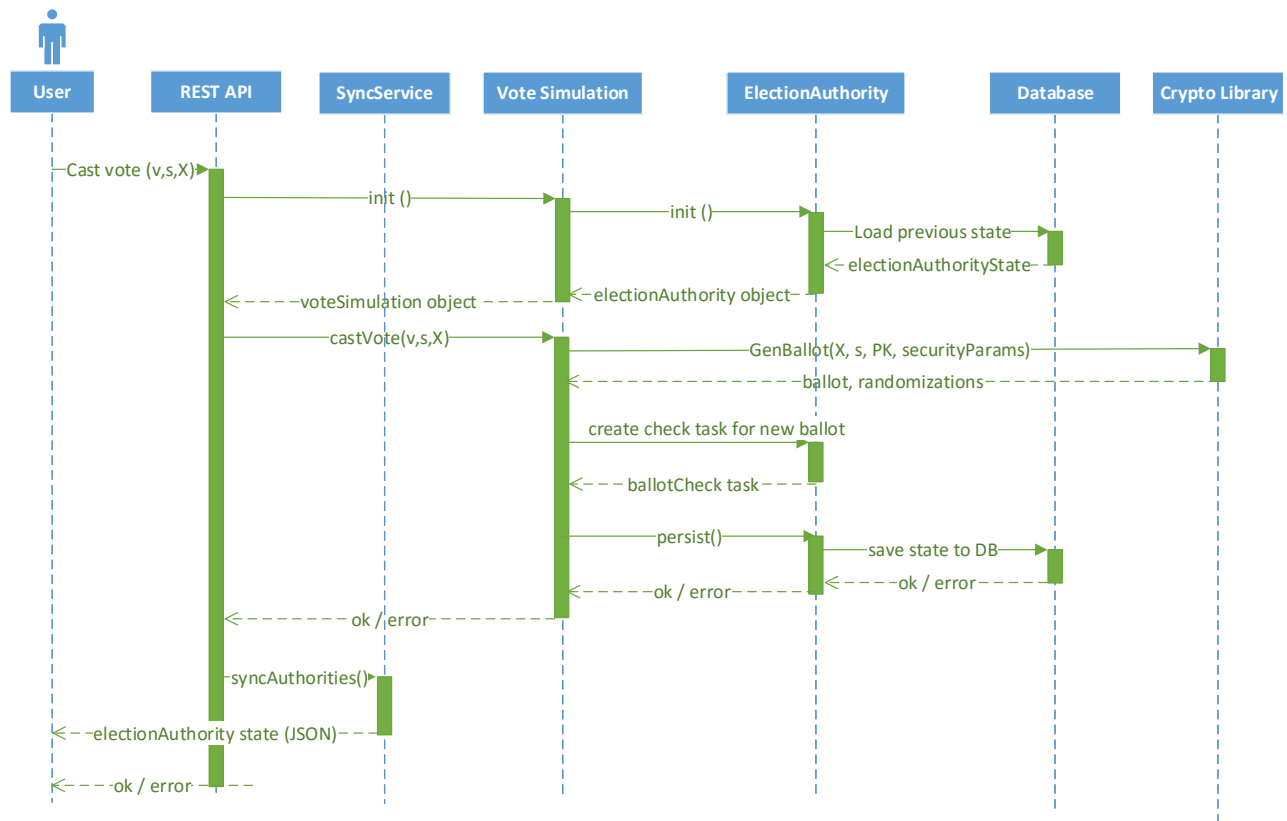 User
REST API
SyncService
Vote Simulation
ElectionAuthority
Database
Crypto Library
Cast vote (v,s,X)
init ()
init ()
Load previous state
electionAuthorityState
electionAuthority object
voteSimulation object
castVote(v,s,X)
GenBallot(X, s, PK, securityParams)
ballot, randomizations
create check task for new ballot
ballotCheck task
persist()
save state to DB
ok / error
ok / error
ok / error
syncAuthorities()
electionAuthority state (JSON)
ok / error